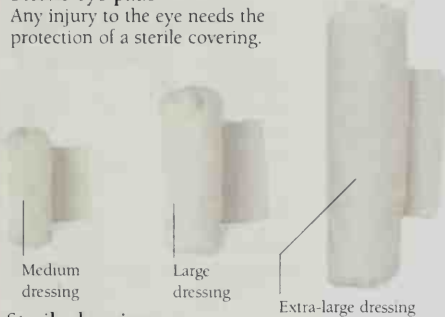 Any injury to the eye needs the
protection of a sterile covering.
Medium
dressing
Large
dressing
Extra-large dressing